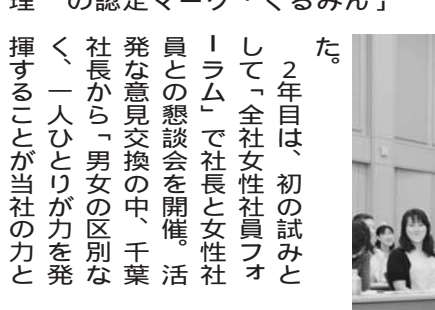 の認定マーク「くるみん」
た。
2年目は、初の試みと
して「全社女性社員フォ
ーラム」で社長と女性社
員との懇談会を開催。活
発な意見交換の中、千葉
社長から「男女の区別な
く、一人ひとりが力を発
揮することが当社の力と